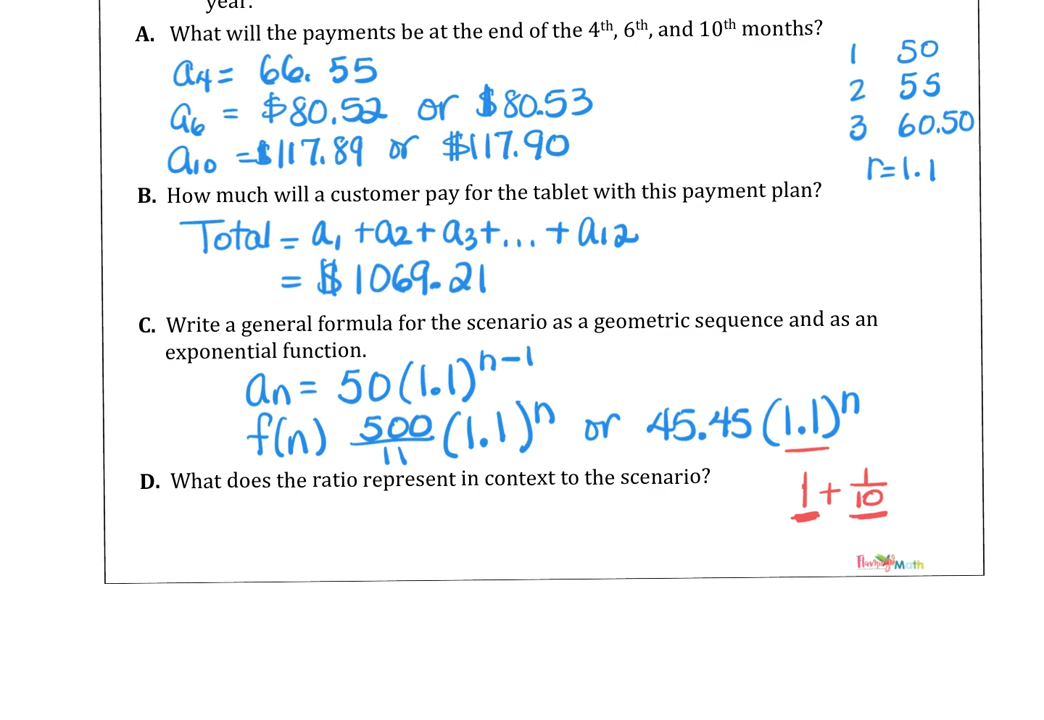 year.
A. What will the payments be at the end of the 4th, 6th, and 10th months?
a4 = 66.55
a6 = $80.52 or $80.53
a10 = $117.89 or $117.90
1 50
2 55
3 60.50
r=1.1
B. How much will a customer pay for the tablet with this payment plan?
Total = a1 + a2 + a3 + ... + a12
= $1069.21
C. Write a general formula for the scenario as a geometric sequence and as an
exponential function.
an = 50(1.1)^n-1
f(n) 500/11 (1.1)^n or 45.45(1.1)^n
D. What does the ratio represent in context to the scenario?
1 + 1/10
Math